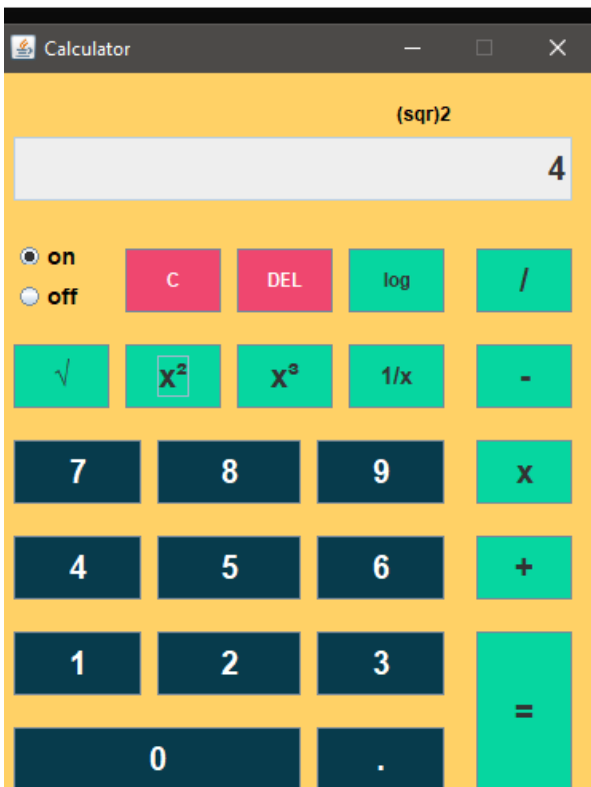 Calculator
(sqr)2
4
on
off
C DEL log /
√ x² x³ 1/x -
7 8 9 x
4 5 6 +
1 2 3 =
0 .